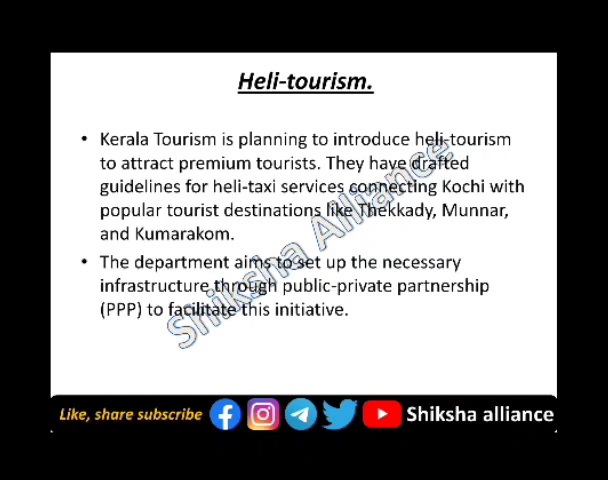 Heli-tourism.
• Kerala Tourism is planning to introduce heli-tourism
to attract premium tourists. They have drafted
guidelines for heli-taxi services connecting Kochi with
popular tourist destinations like Thekkady, Munnar,
and Kumarakom.
• The department aims to set up the necessary
infrastructure through public-private partnership
(PPP) to facilitate this initiative.
Shiksha Alliance
Like, share subscribe Shiksha alliance